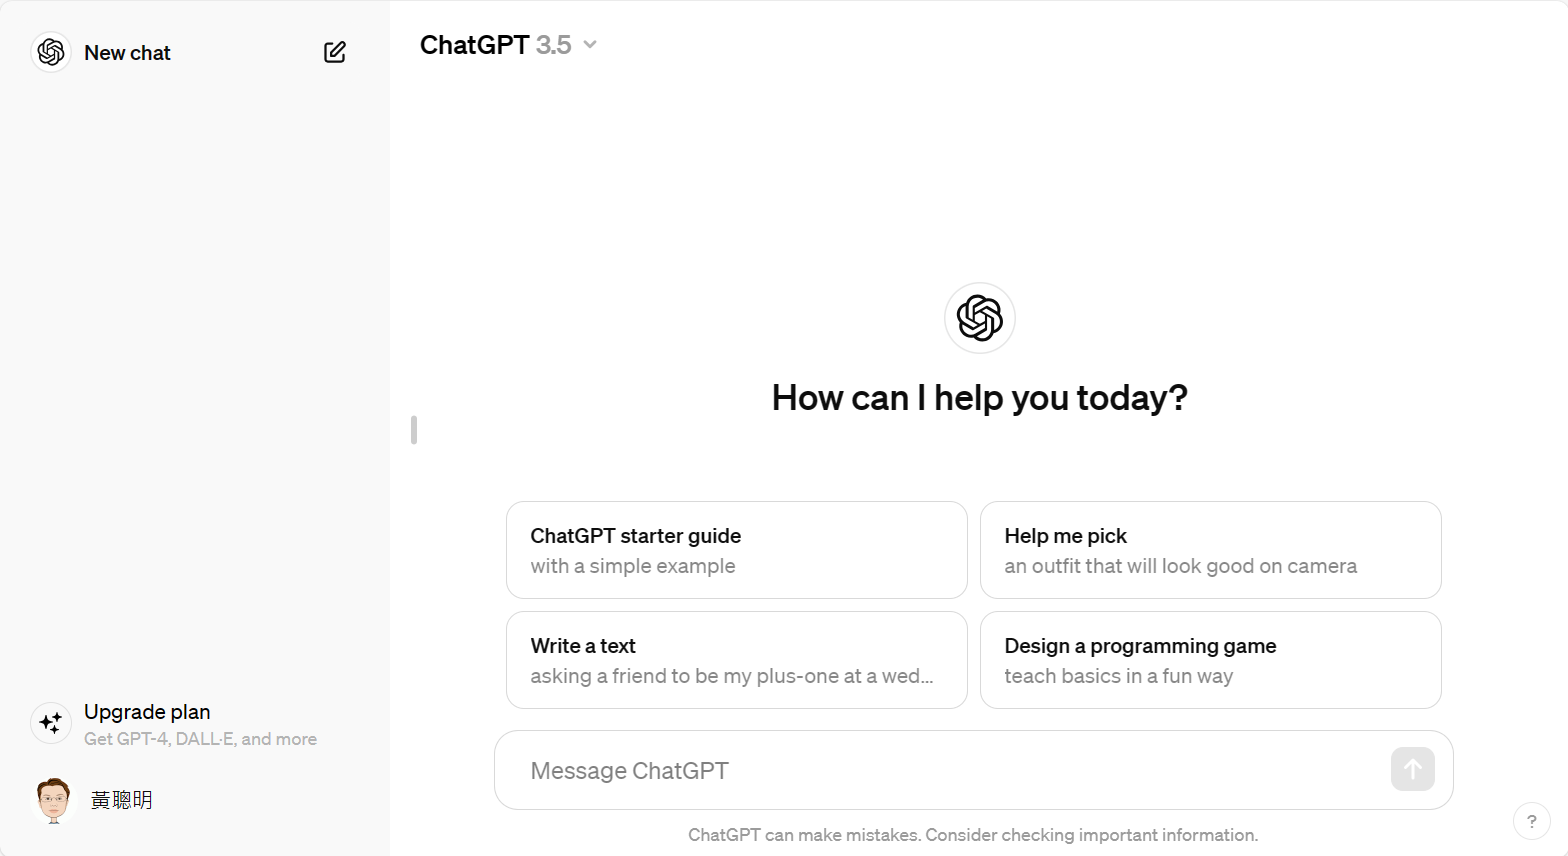 New chat
ChatGPT 3.5
How can I help you today?
ChatGPT starter guide
with a simple example
Help me pick
an outfit that will look good on camera
Write a text
asking a friend to be my plus-one at a wed...
Design a programming game
teach basics in a fun way
Upgrade plan
Get GPT-4, DALL·E, and more
黃聰明
Message ChatGPT
ChatGPT can make mistakes. Consider checking important information.
?